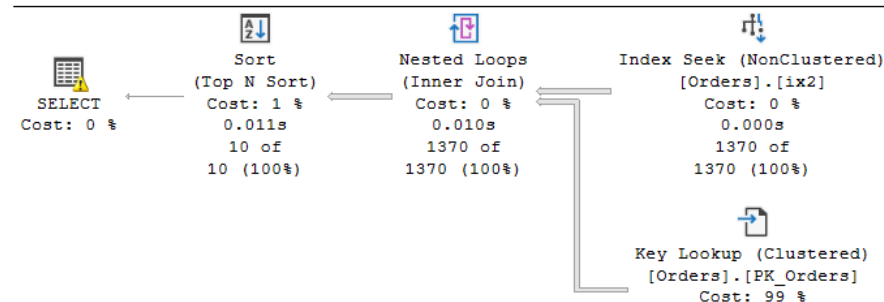 Sort
(Top N Sort)
Cost: 1 %
0.011s
10 of
10 (100%)
Nested Loops
(Inner Join)
Cost: 0 %
0.010s
1370 of
1370 (100%)
Index Seek (NonClustered)
[Orders].[ix2]
Cost: 0 %
0.000s
1370 of
1370 (100%)
SELECT
Cost: 0 %
Key Lookup (Clustered)
[Orders].[PK_Orders]
Cost: 99 %